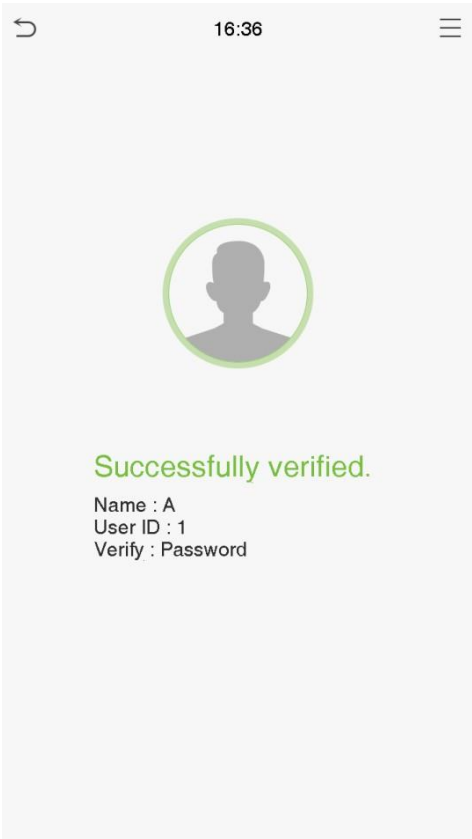 16:36
Successfully verified.
Name : A
User ID : 1
Verify : Password